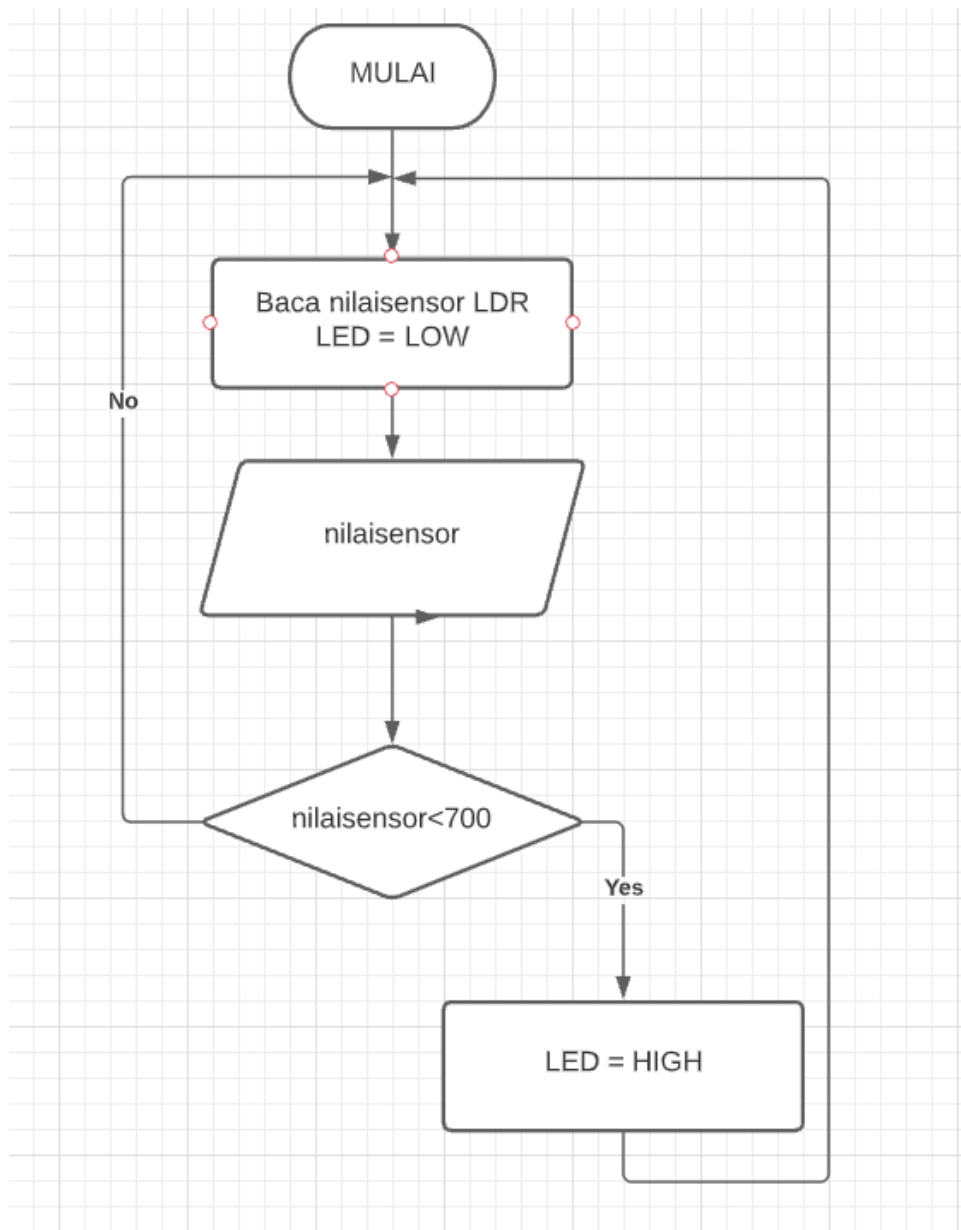 MULAI
Baca nilaisensor LDR
LED = LOW
No
nilaisensor
nilaisensor<700
Yes
LED = HIGH